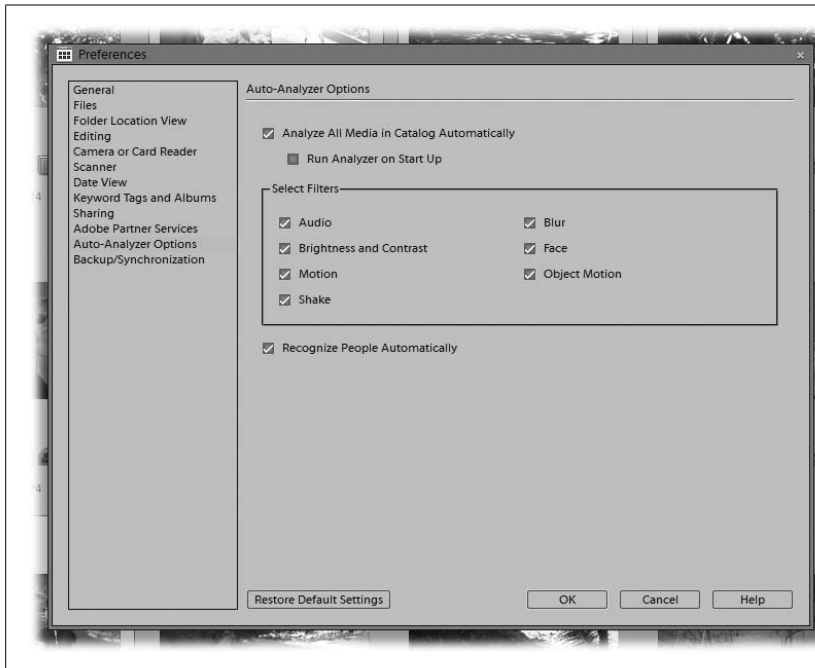 Preferences
General
Files
Folder Location View
Editing
Camera or Card Reader
Scanner
Date View
Keyword Tags and Albums
Sharing
Adobe Partner Services
Auto-Analyzer Options
Backup/Synchronization
Auto-Analyzer Options
Analyze All Media in Catalog Automatically
Run Analyzer on Start Up
Select Filters
Audio
Blur
Brightness and Contrast
Face
Motion
Object Motion
Shake
Recognize People Automatically
Restore Default Settings
OK
Cancel
Help
4
4